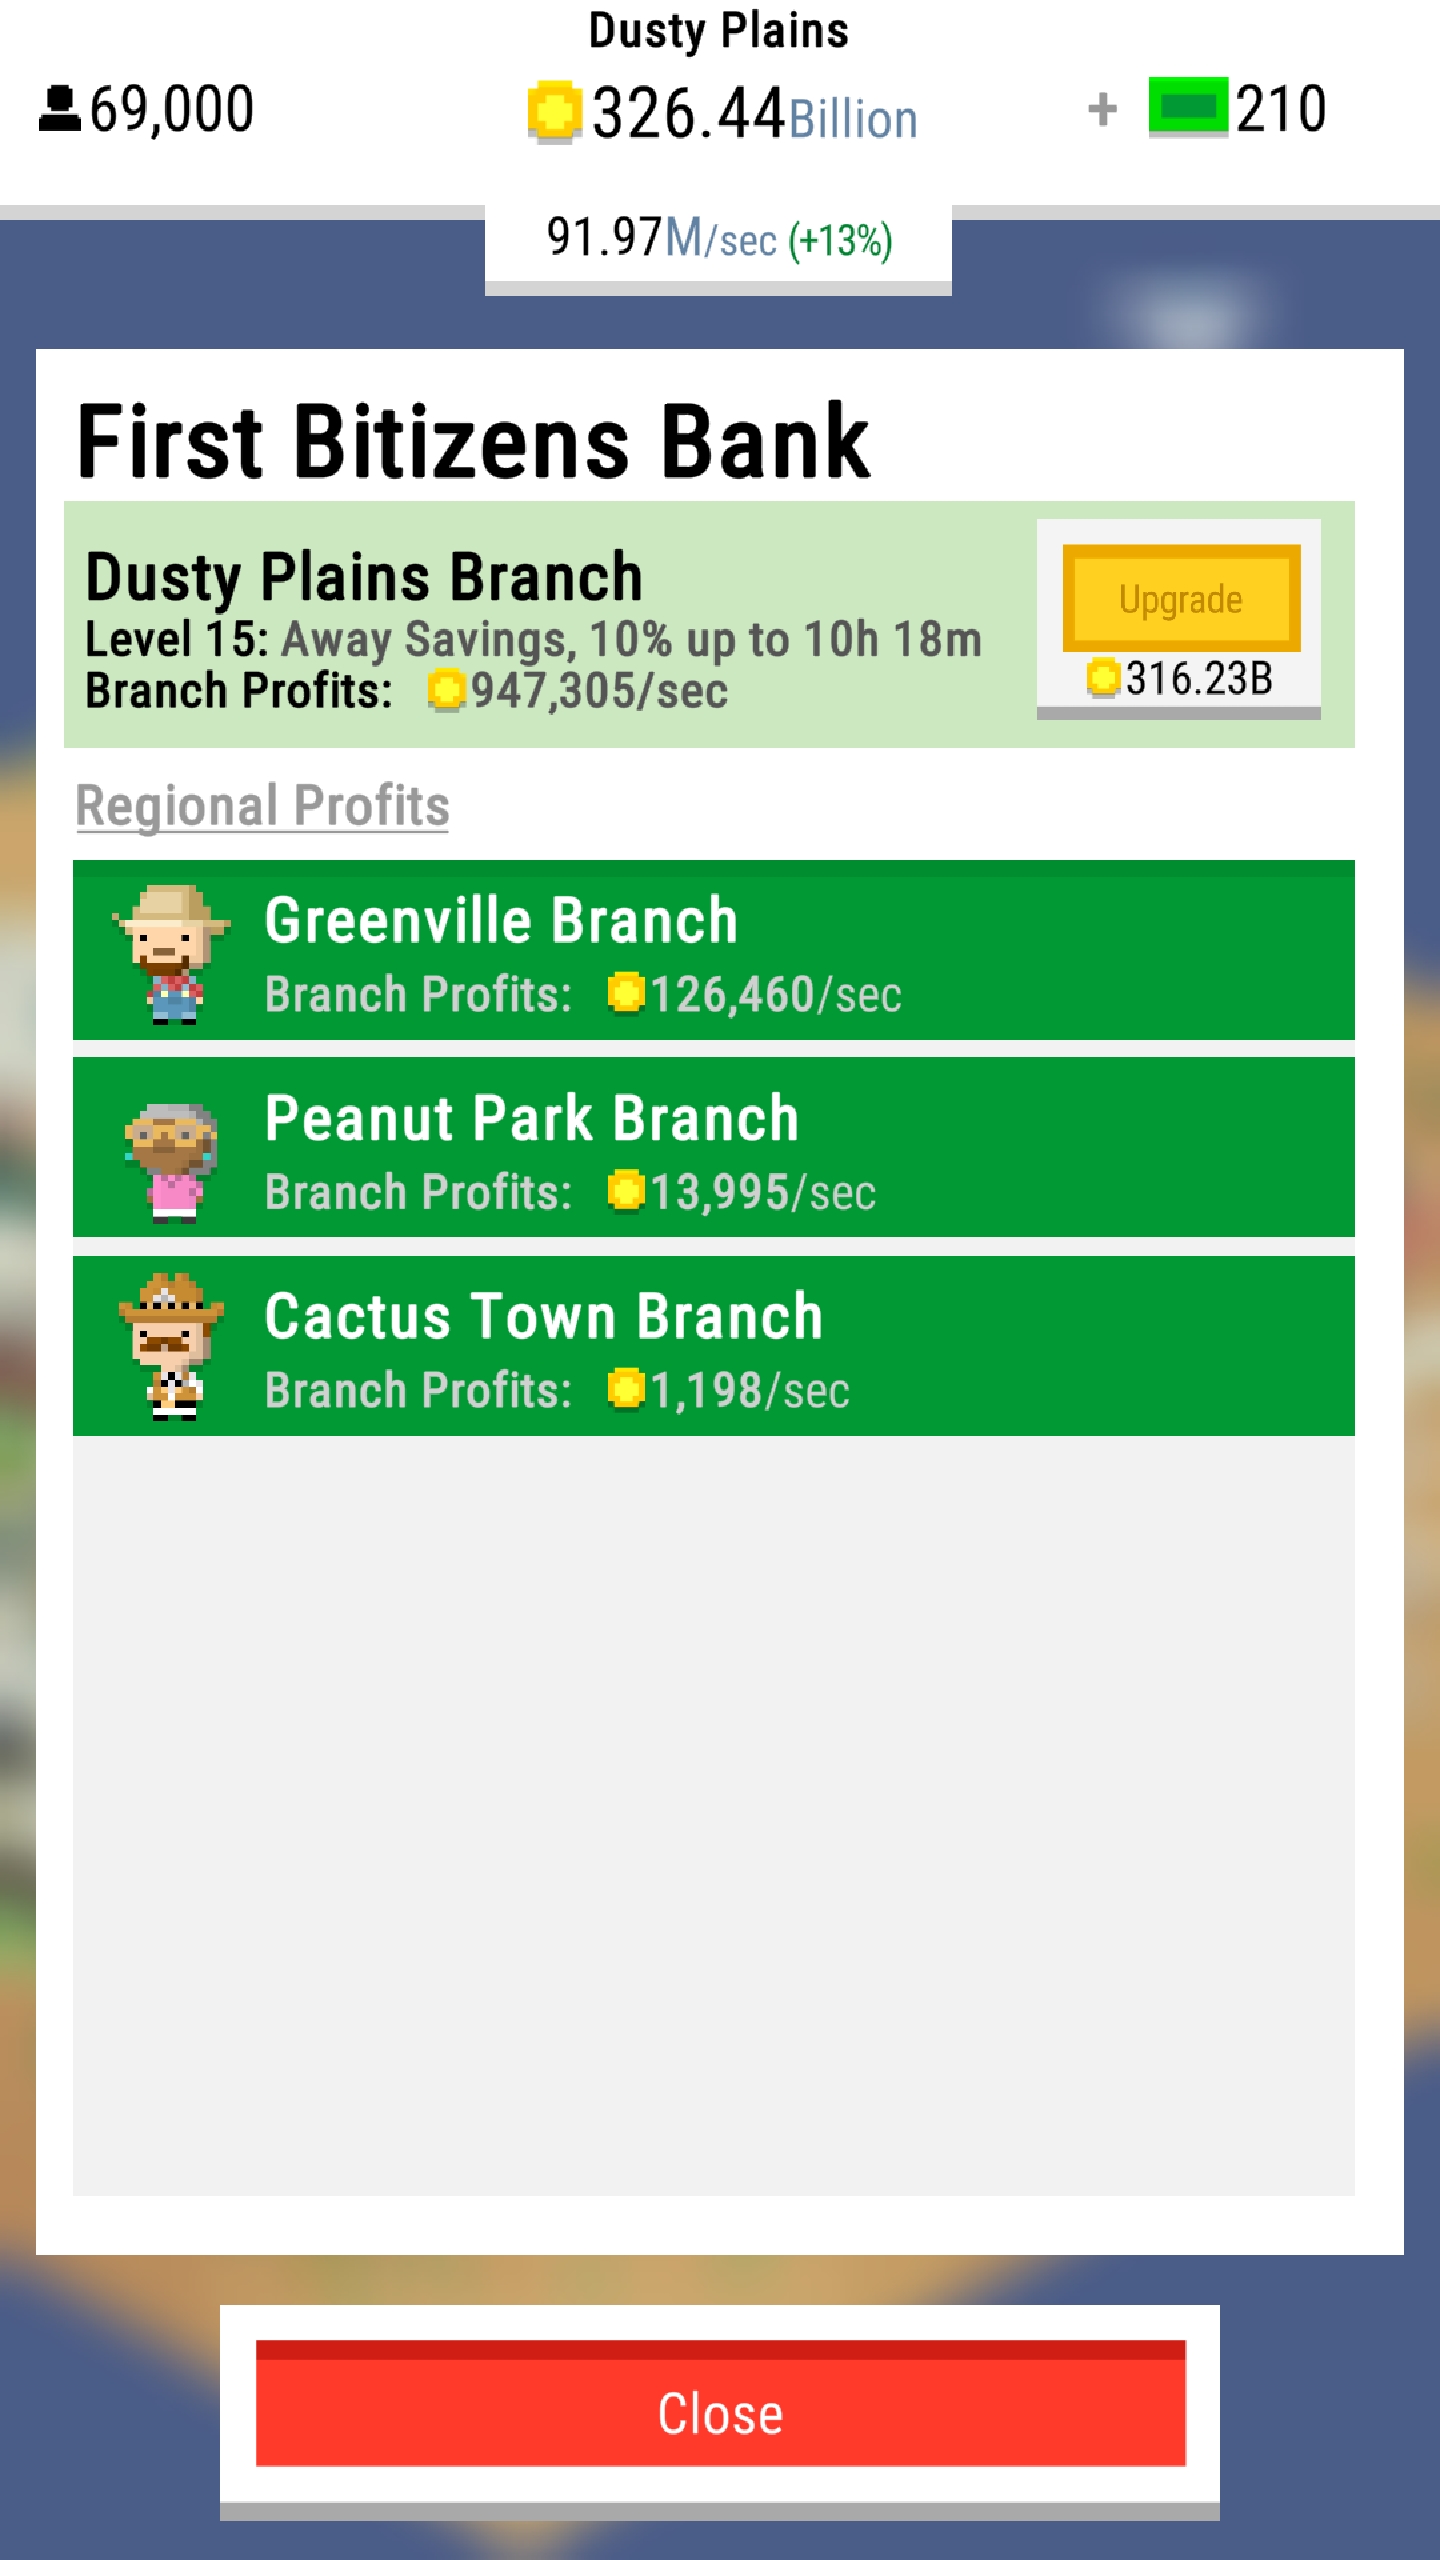 Dusty Plains
69,000
326.44Billion
+ 210
91.97M/sec (+13%)
First Bitizens Bank
Dusty Plains Branch
Level 15: Away Savings, 10% up to 10h 18m
Branch Profits: 947,305/sec
Upgrade
316.23B
Regional Profits
Greenville Branch
Branch Profits: 126,460/sec
Peanut Park Branch
Branch Profits: 13,995/sec
Cactus Town Branch
Branch Profits: 1,198/sec
Close